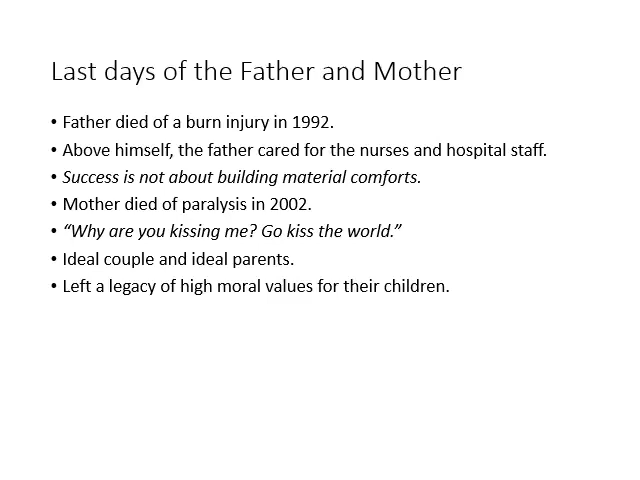 Last days of the Father and Mother
• Father died of a burn injury in 1992.
• Above himself, the father cared for the nurses and hospital staff.
• Success is not about building material comforts.
• Mother died of paralysis in 2002.
• “Why are you kissing me? Go kiss the world.”
• Ideal couple and ideal parents.
• Left a legacy of high moral values for their children.